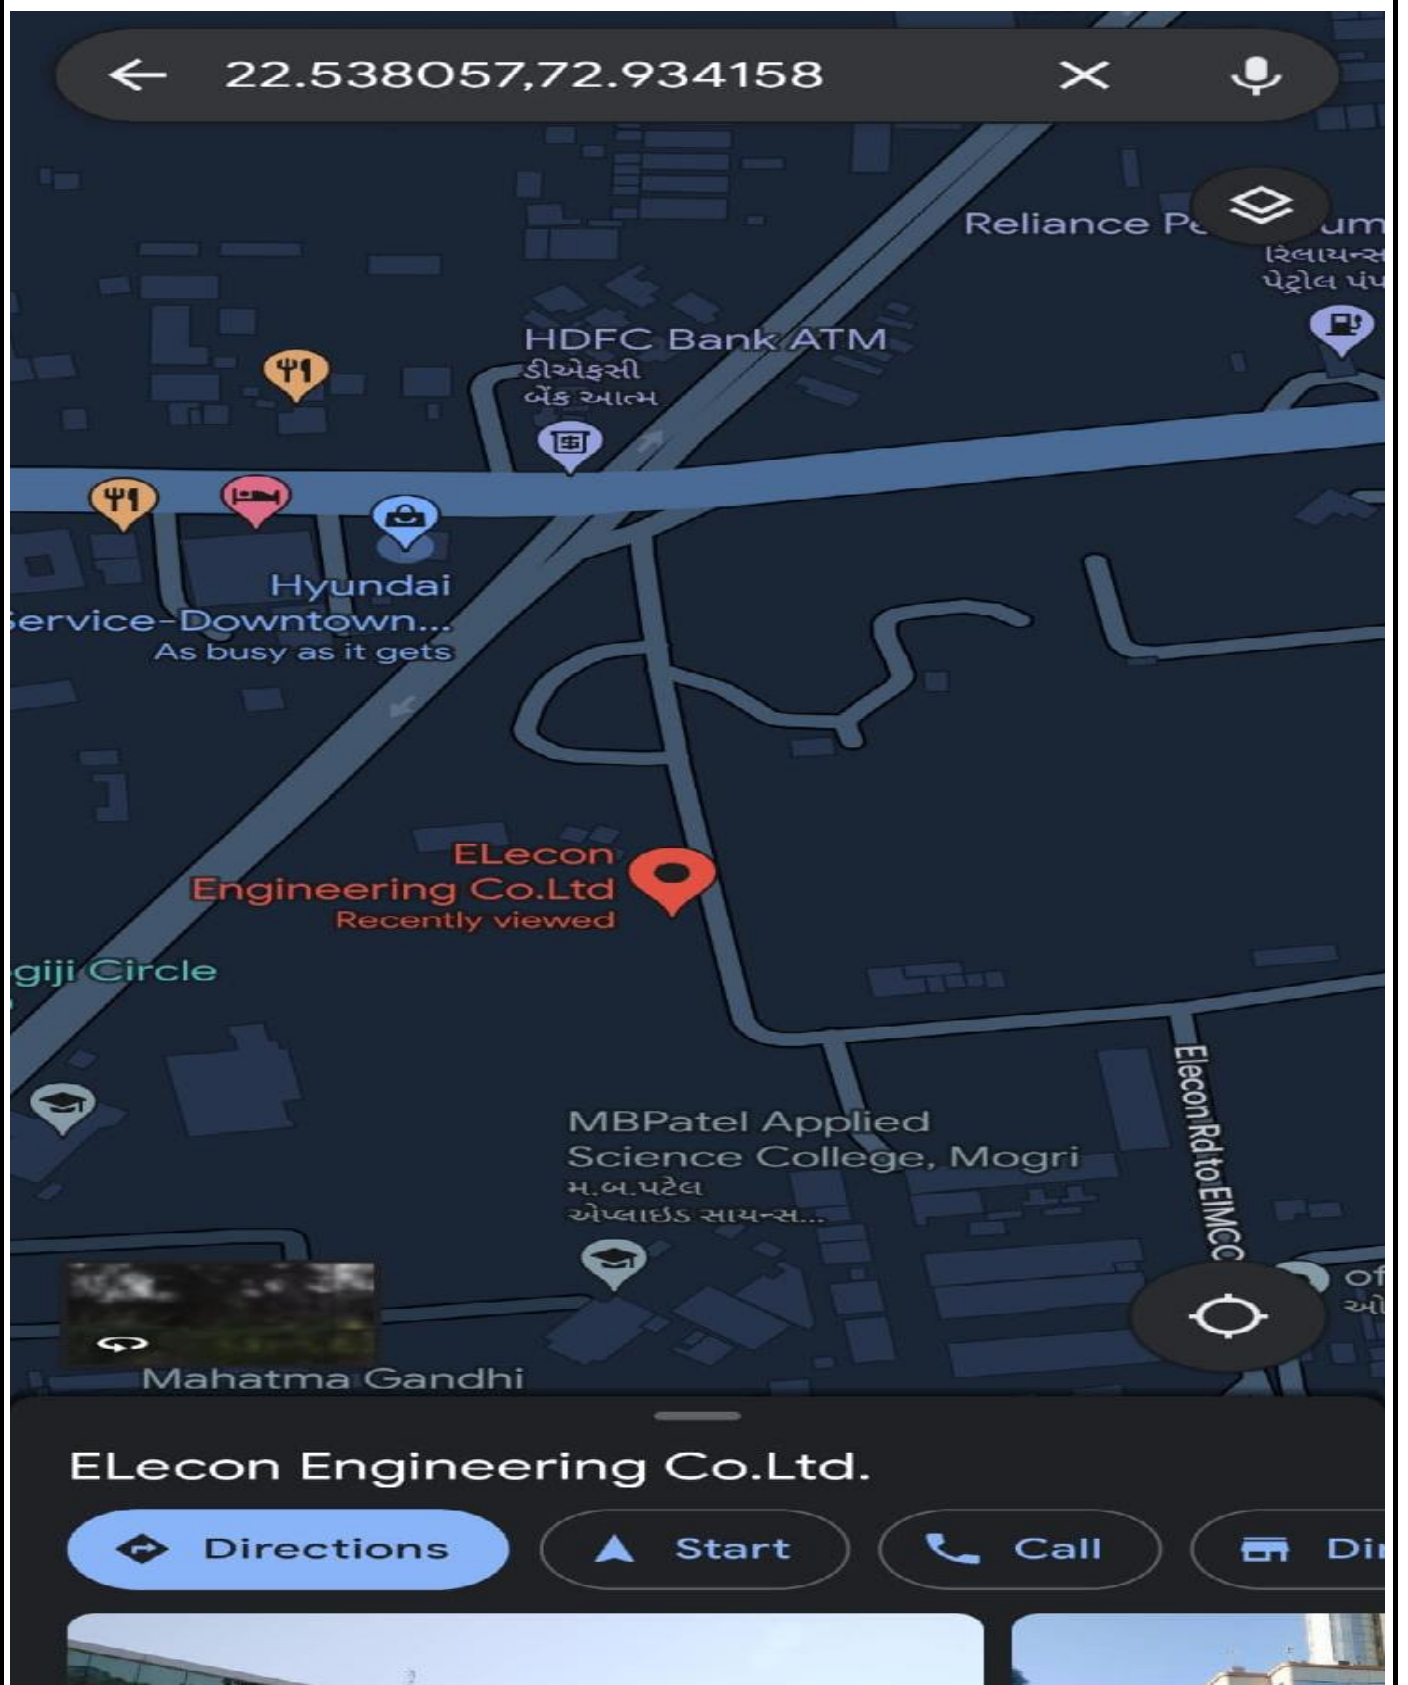 22.538057,72.934158
Reliance Pe um
રિલાયન્સ
પેટ્રોલ પંપ
HDFC Bank ATM
ડીએફસી
બેંક આત્મ
Hyundai
Service-Downtown...
As busy as it gets
ELecon
Engineering Co.Ltd
Recently viewed
giji Circle
Elecon Rd to EIMCO
MBPatel Applied
Science College, Mogri
મ.બ.પટેલ
એપ્લાઇડ સાયન્સ...
of
ઓ
Mahatma Gandhi
ELecon Engineering Co.Ltd.
Directions
Start
Call
Dir